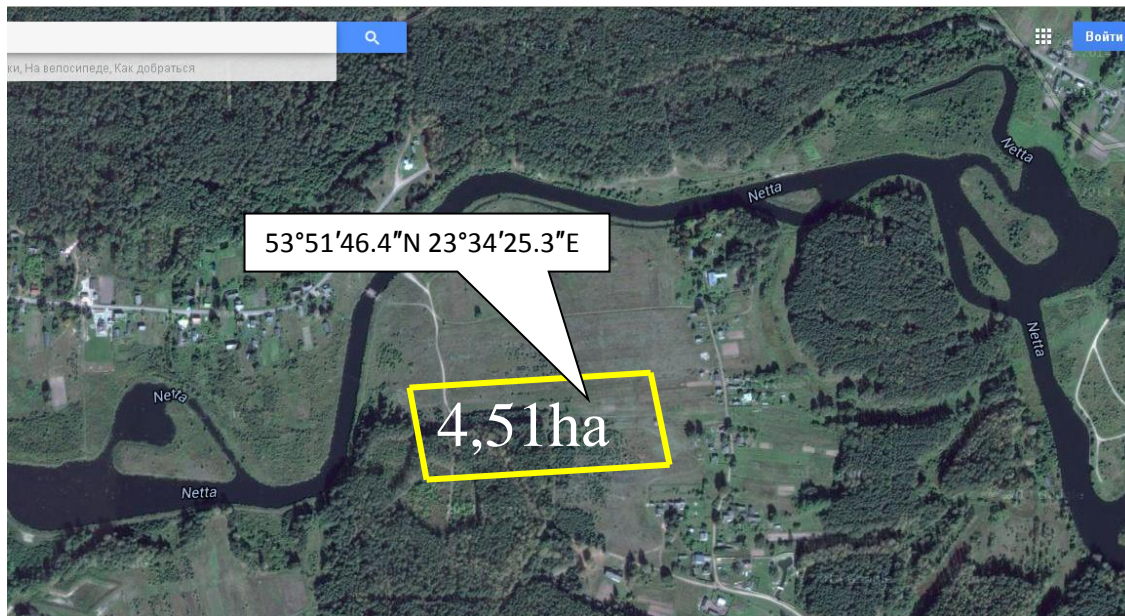 Войти
ки, На велосипеде, Как добраться
Netta
Netta
53°51′46.4″N 23°34′25.3″E
Netta
Netta
4,51ha
Netta